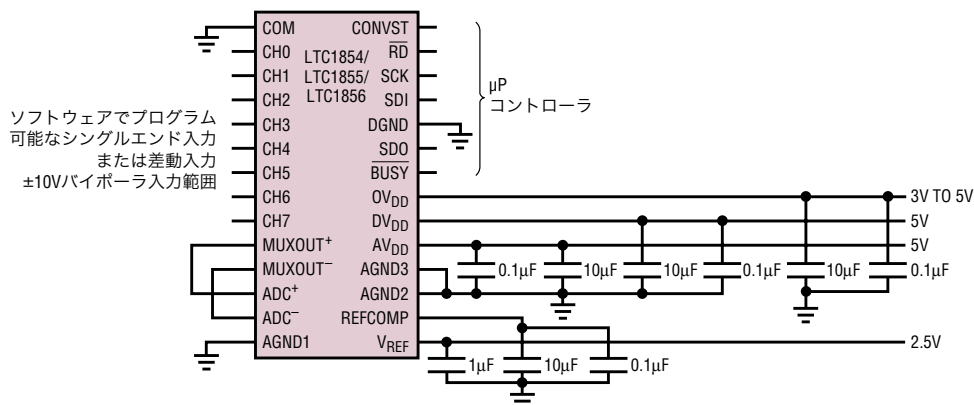 COM
CH0
CH1
CH2
CH3
CH4
CH5
CH6
CH7
MUXOUT+
MUXOUT−
ADC+
ADC−
AGND1
LTC1854/
LTC1855/
LTC1856
CONVST
RD
SCK
SDI
DGND
SDO
BUSY
OVDD
DVDD
AVDD
AGND3
AGND2
REFCOMP
VREF
ソフトウェアでプログラム
可能なシングルエンド入力
または差動入力
±10Vバイポーラ入力範囲
µP
コントローラ
3V TO 5V
5V
5V
0.1µF
10µF
10µF
0.1µF
10µF
0.1µF
2.5V
1µF
10µF
0.1µF